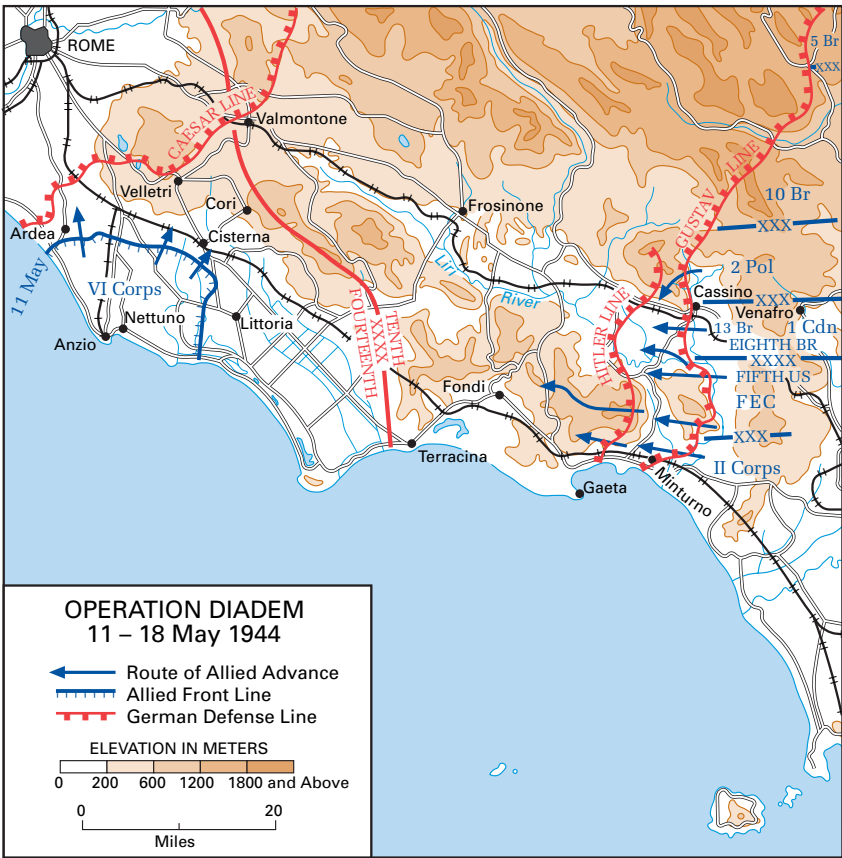 ROME
5 Br
XXX
CAESAR LINE
Valmontone
GUSTAV LINE
Velletri
Cori
Frosinone
10 Br
XXX
Ardea
Cisterna
11 May
VI Corps
Liri River
2 Pol
Cassino
XXX
Venafro
HITLER LINE
Nettuno
Littoria
TENTH
XXXX
FOURTEENTH
13 Br
1 Cdn
EIGHTH BR
XXXX
FIFTH US
Anzio
Fondi
FEC
XXX
Terracina
II Corps
Gaeta
Minturno
OPERATION DIADEM
11 – 18 May 1944
Route of Allied Advance
Allied Front Line
German Defense Line
ELEVATION IN METERS
0 200 600 1200 1800 and Above
0 20
Miles